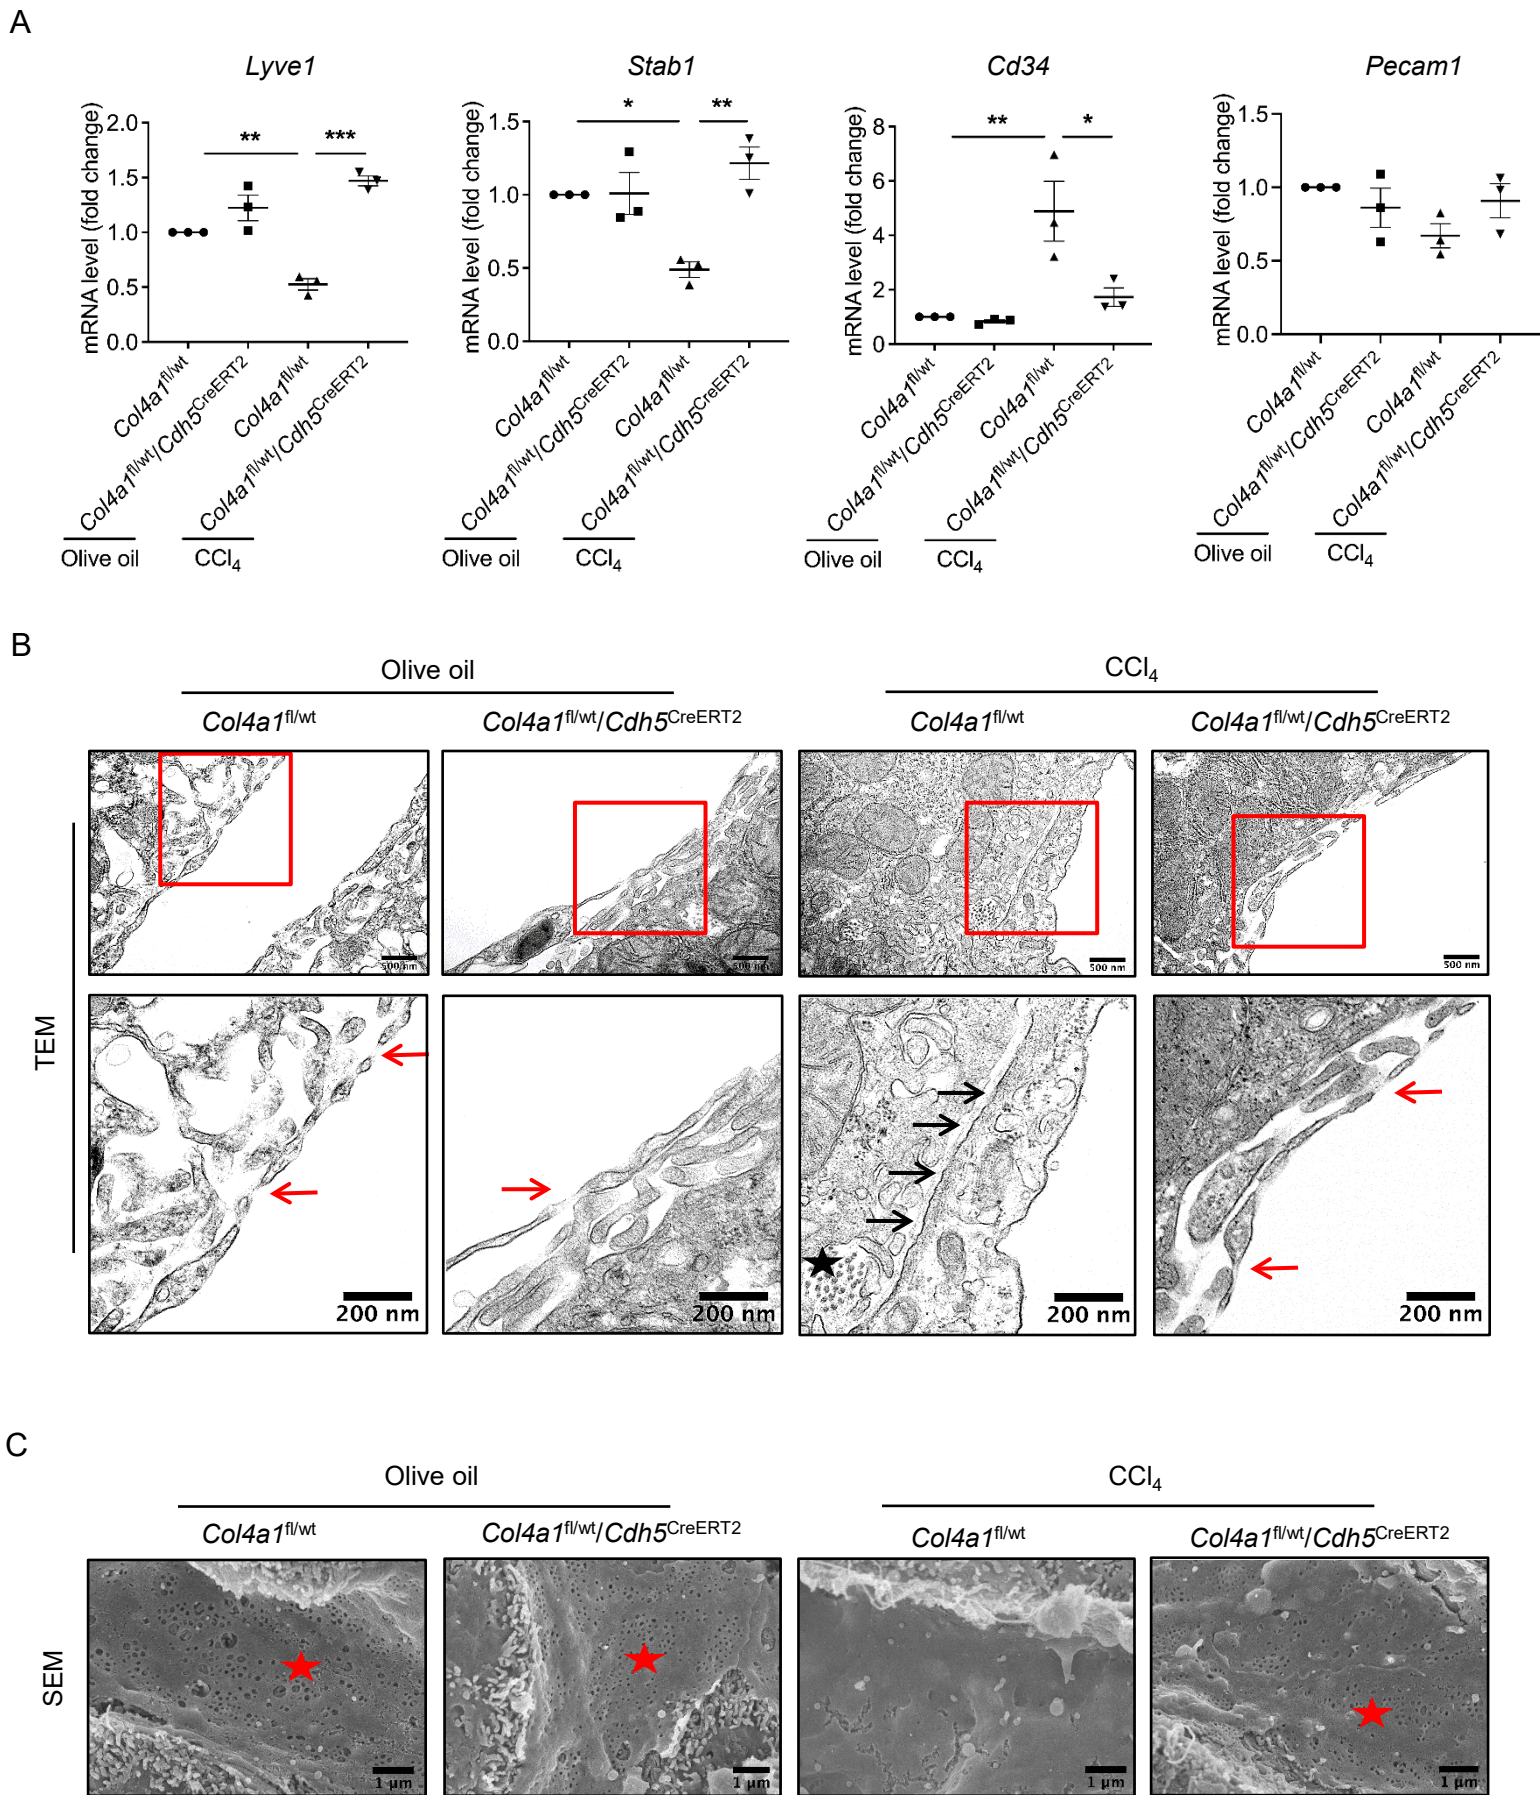 A
Lyve1
Stab1
Cd34
Pecam1
mRNA level (fold change)
2.0
1.5
1.0
0.5
0.0
** ***
Col4a1fl/wt
Col4a1fl/wt/Cdh5CreERT2
Col4a1fl/wt
Col4a1fl/wt/Cdh5CreERT2
Olive oil
CCl4
mRNA level (fold change)
1.5
1.0
0.5
0.0
* **
Col4a1fl/wt
Col4a1fl/wt/Cdh5CreERT2
Col4a1fl/wt
Col4a1fl/wt/Cdh5CreERT2
Olive oil
CCl4
mRNA level (fold change)
8
6
4
2
0
** *
Col4a1fl/wt
Col4a1fl/wt/Cdh5CreERT2
Col4a1fl/wt
Col4a1fl/wt/Cdh5CreERT2
Olive oil
CCl4
mRNA level (fold change)
1.5
1.0
0.5
0.0
Col4a1fl/wt
Col4a1fl/wt/Cdh5CreERT2
Col4a1fl/wt
Col4a1fl/wt/Cdh5CreERT2
Olive oil
CCl4
B
Olive oil
CCl4
Col4a1fl/wt
Col4a1fl/wt/Cdh5CreERT2
Col4a1fl/wt
Col4a1fl/wt/Cdh5CreERT2
TEM
500 nm
500 nm
500 nm
500 nm
200 nm
200 nm
200 nm
200 nm
C
Olive oil
CCl4
Col4a1fl/wt
Col4a1fl/wt/Cdh5CreERT2
Col4a1fl/wt
Col4a1fl/wt/Cdh5CreERT2
SEM
1 µm
1 µm
1 µm
1 µm